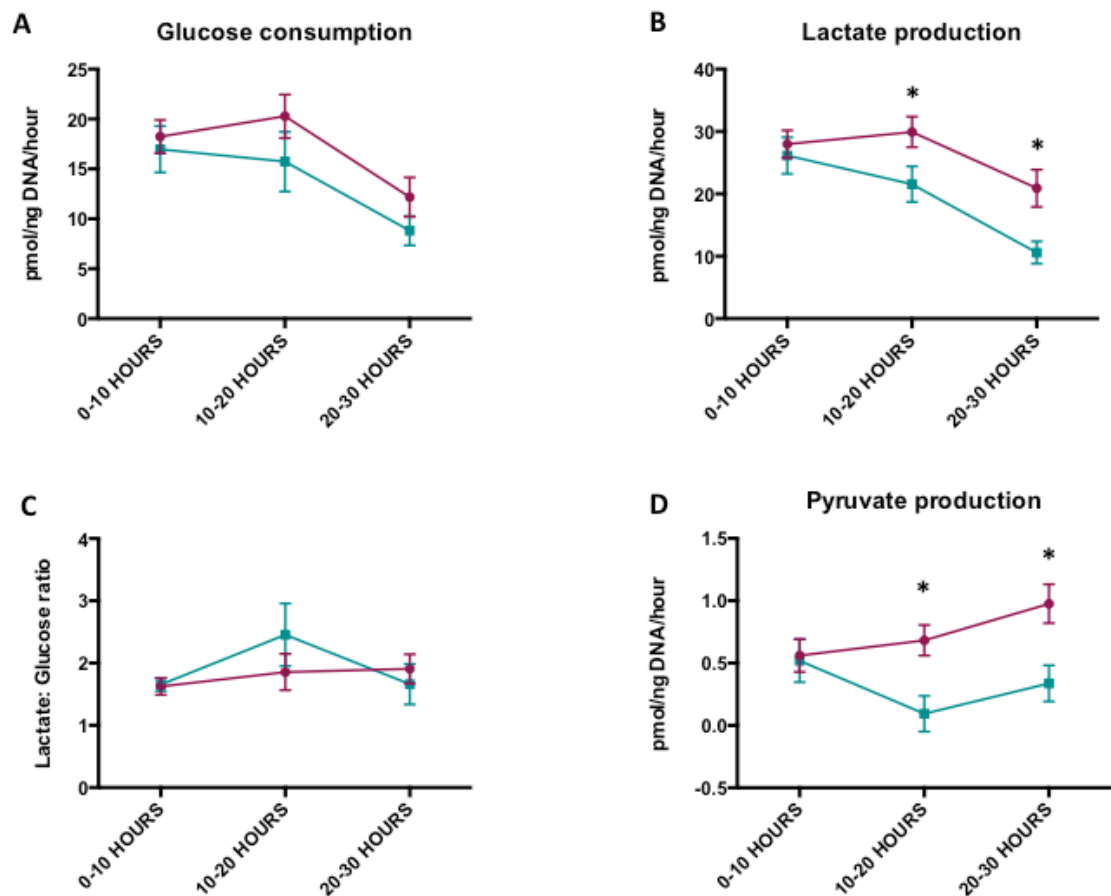 A
Glucose consumption
pmol/ng DNA/hour
25
20
15
10
5
0
0-10 HOURS
10-20 HOURS
20-30 HOURS
B
Lactate production
pmol/ng DNA/hour
40
30
20
10
0
*
*
0-10 HOURS
10-20 HOURS
20-30 HOURS
C
Lactate: Glucose ratio
4
3
2
1
0
0-10 HOURS
10-20 HOURS
20-30 HOURS
D
Pyruvate production
pmol/ng DNA/hour
1.5
1.0
0.5
0.0
-0.5
*
*
0-10 HOURS
10-20 HOURS
20-30 HOURS